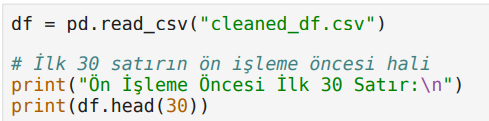 df = pd.read_csv("cleaned_df.csv")
# İlk 30 satırın ön işleme öncesi hali
print("Ön İşleme Öncesi İlk 30 Satır:\n")
print(df.head(30))